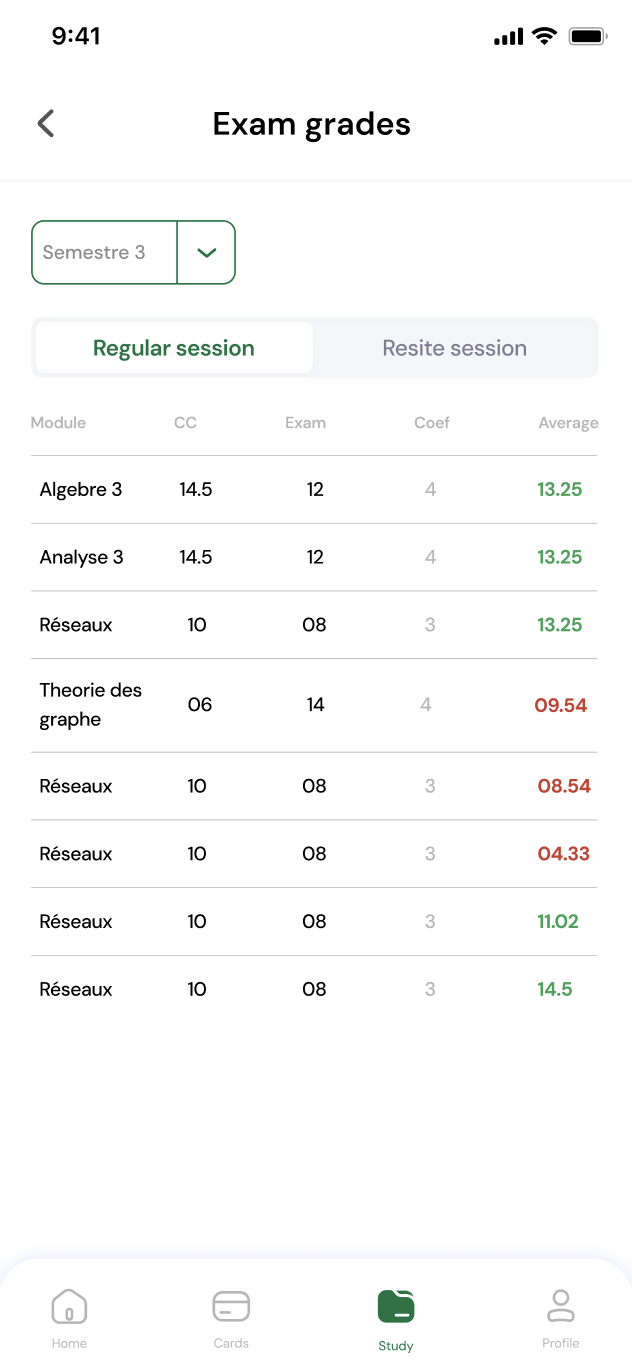 9:41
Exam grades
Semestre 3
Regular session Resite session
Module CC Exam Coef Average
Algebre 3 14.5 12 4 13.25
Analyse 3 14.5 12 4 13.25
Réseaux 10 08 3 13.25
Theorie des
graphe 06 14 4 09.54
Réseaux 10 08 3 08.54
Réseaux 10 08 3 04.33
Réseaux 10 08 3 11.02
Réseaux 10 08 3 14.5
Home Cards Study Profile